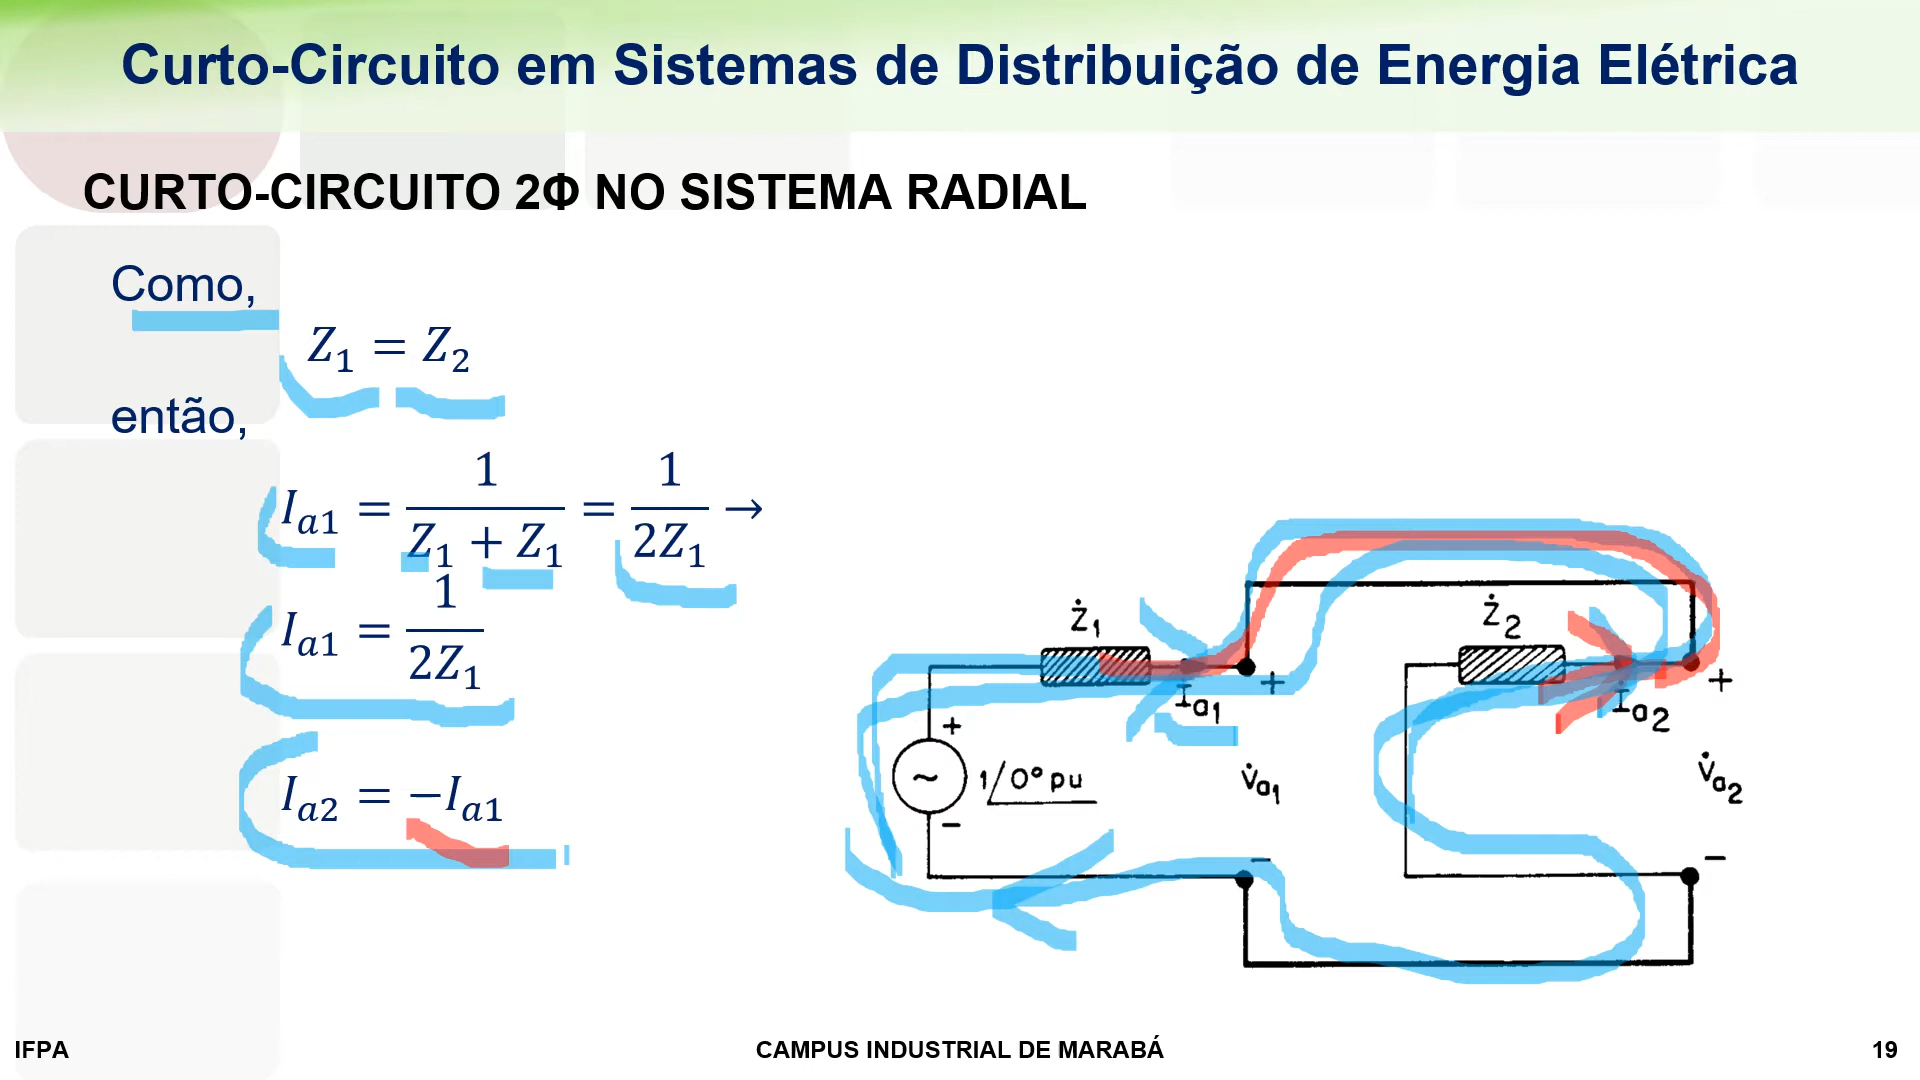 Curto-Circuito em Sistemas de Distribuição de Energia Elétrica
CURTO-CIRCUITO 2Φ NO SISTEMA RADIAL
Como,
Z₁ = Z₂
então,
Iₐ₁ = 1/(Z₁ + Z₁) = 1/(2Z₁) →
Iₐ₁ = 1/(2Z₁)
Iₐ₂ = −Iₐ₁
Ż₁
Ż₂
+
+
İa₁
İa₂
+
~
1/0° pu
V̇a₁
V̇a₂
−
−
−
IFPA
CAMPUS INDUSTRIAL DE MARABÁ
19